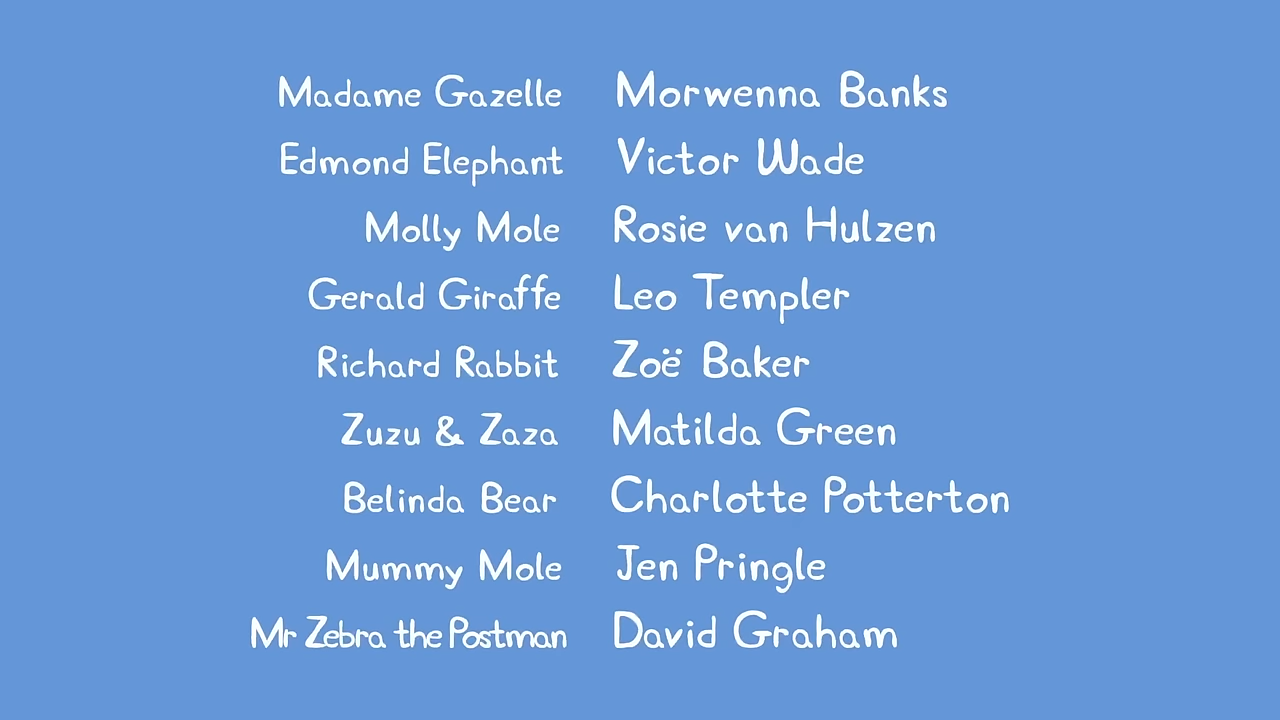 Madame Gazelle Morwenna Banks
Edmond Elephant Victor Wade
Molly Mole Rosie van Hulzen
Gerald Giraffe Leo Templer
Richard Rabbit Zoë Baker
Zuzu & Zaza Matilda Green
Belinda Bear Charlotte Potterton
Mummy Mole Jen Pringle
Mr Zebra the Postman David Graham